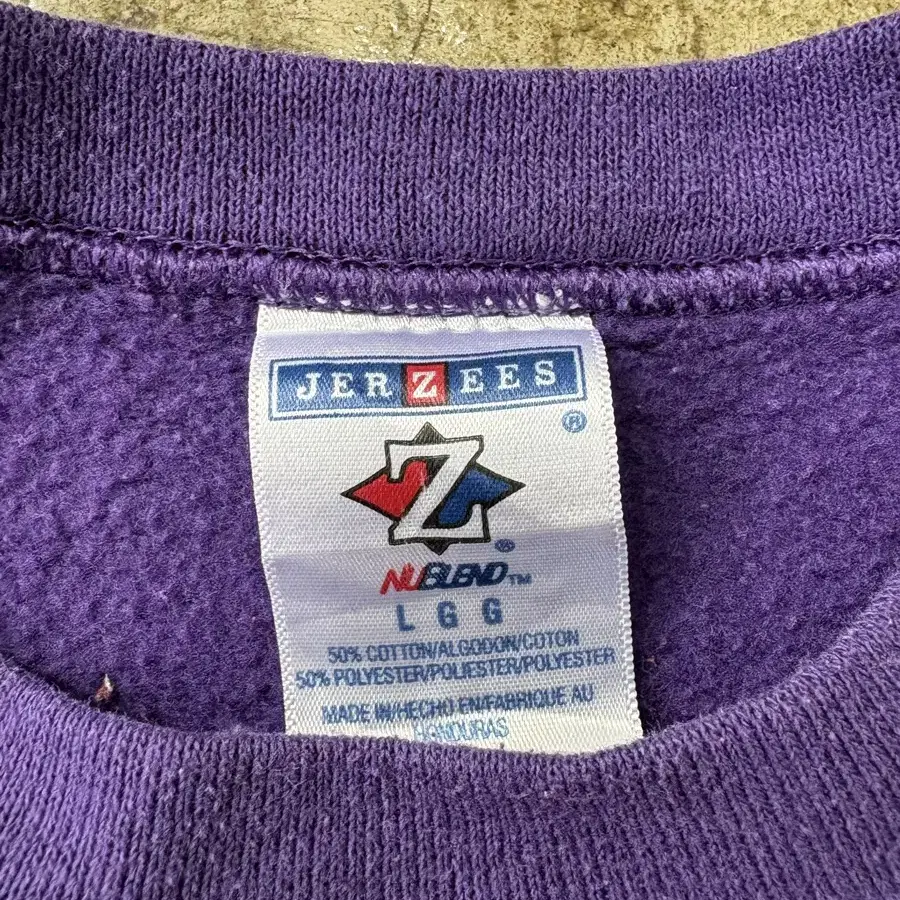 JERZEES
®
Z
®
NUBLEND™
L G G
50% COTTON/ALGODON/COTON
50% POLYESTER/POLIESTER/POLYESTER
MADE IN/HECHO EN/FABRIQUE AU
HONDURAS